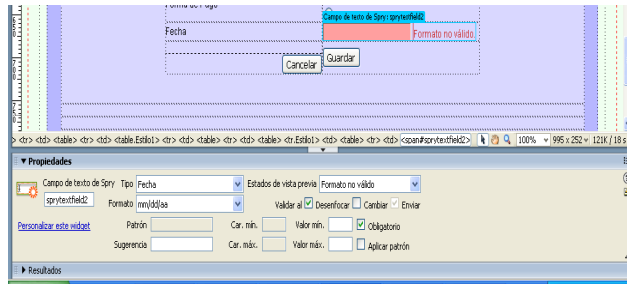 Forma de Pago
Campo de texto de Spry: sprytextfield2
Fecha
Formato no válido.
Cancelar
Guardar
> <tr> <td> <table> <tr> <td> <table.Estilo1> <tr> <td> <table> <tr> <td> <table> <tr.Estilo1> <td> <table> <tr> <td> <span#sprytextfield2> 100% 995 x 252 121K / 18 s
Propiedades
Campo de texto de Spry Tipo Fecha Estados de vista previa Formato no válido
sprytextfield2 Formato mm/dd/aa Validar al Desenfocar Cambiar Enviar
Personalizar este widget Patrón Car. mín. Valor mín. Obligatorio
Sugerencia Car. máx. Valor máx. Aplicar patrón
Resultados